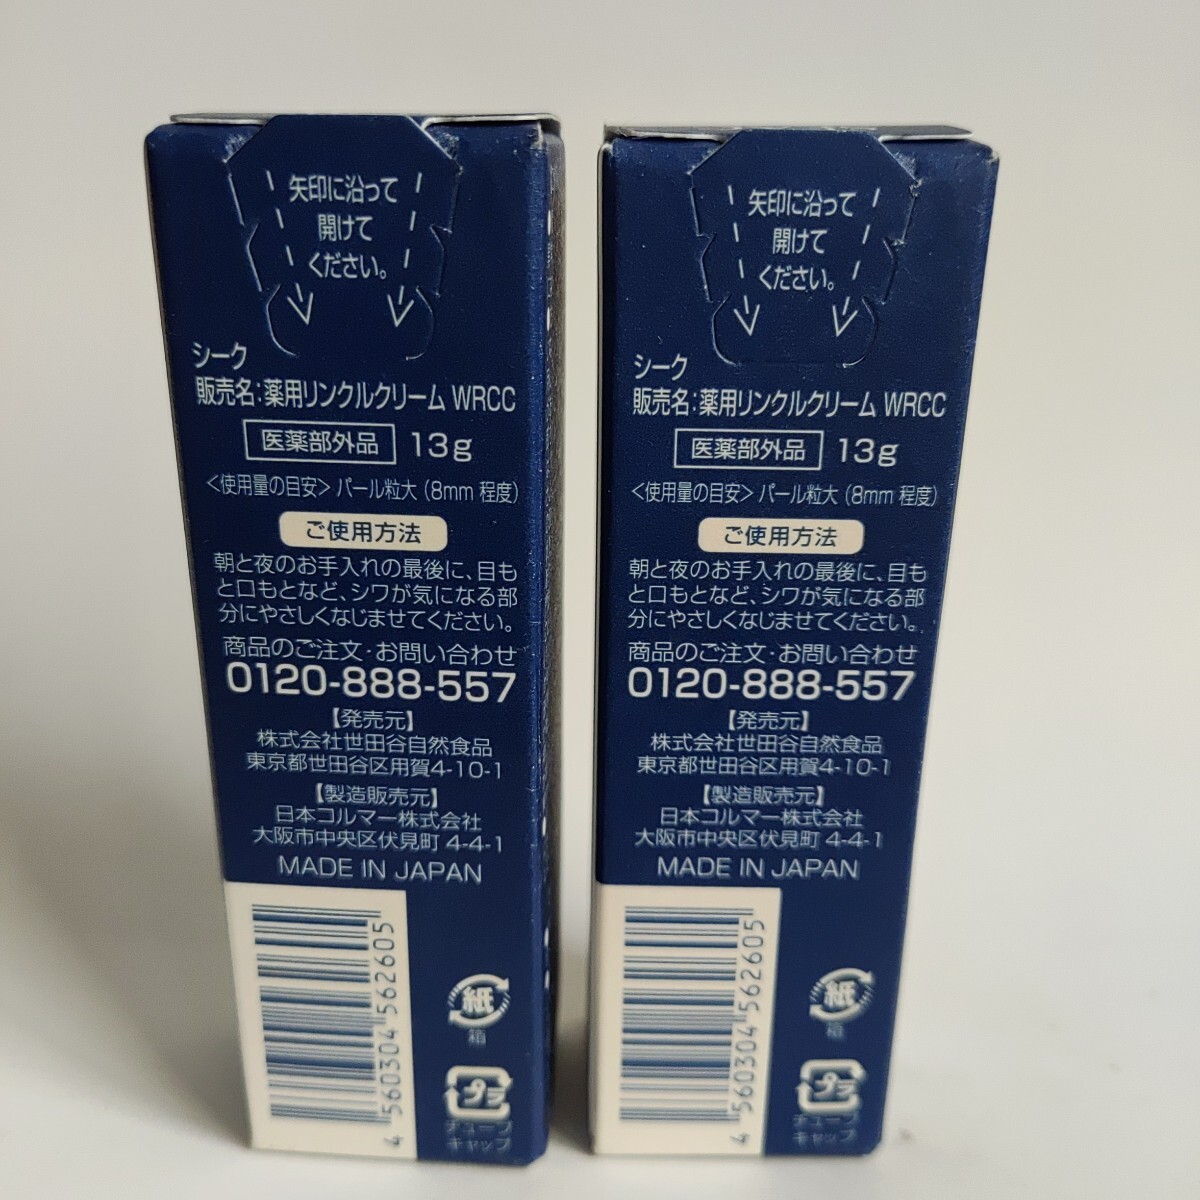 矢印に沿って
開けて
ください。
シーク
販売名:薬用リンクルクリーム WRCC
医薬部外品 13g
<使用量の目安> パール粒大 (8mm 程度)
ご使用方法
朝と夜のお手入れの最後に、目も
と口もとなど、シワが気になる部
分にやさしくなじませてください。
商品のご注文・お問い合わせ
0120-888-557
【発売元】
株式会社世田谷自然食品
東京都世田谷区用賀4-10-1
【製造販売元】
日本コルマー株式会社
大阪市中央区伏見町 4-4-1
MADE IN JAPAN
4 560304 562605
紙
箱
プラ
チューブ
キャップ
矢印に沿って
開けて
ください。
シーク
販売名:薬用リンクルクリーム WRCC
医薬部外品 13g
<使用量の目安> パール粒大 (8mm 程度)
ご使用方法
朝と夜のお手入れの最後に、目も
と口もとなど、シワが気になる部
分にやさしくなじませてください。
商品のご注文・お問い合わせ
0120-888-557
【発売元】
株式会社世田谷自然食品
東京都世田谷区用賀4-10-1
【製造販売元】
日本コルマー株式会社
大阪市中央区伏見町 4-4-1
MADE IN JAPAN
4 560304 562605
紙
箱
プラ
チューブ
キャップ